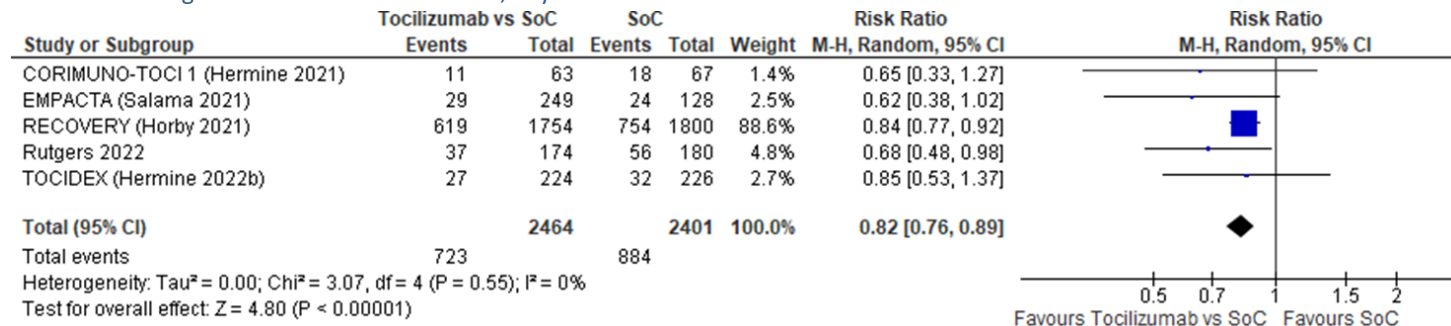 Tocilizumab vs SoC SoC Risk Ratio Risk Ratio
Study or Subgroup Events Total Events Total Weight M-H, Random, 95% CI M-H, Random, 95% CI
CORIMUNO-TOCI 1 (Hermine 2021) 11 63 18 67 1.4% 0.65 [0.33, 1.27]
EMPACTA (Salama 2021) 29 249 24 128 2.5% 0.62 [0.38, 1.02]
RECOVERY (Horby 2021) 619 1754 754 1800 88.6% 0.84 [0.77, 0.92]
Rutgers 2022 37 174 56 180 4.8% 0.68 [0.48, 0.98]
TOCIDEX (Hermine 2022b) 27 224 32 226 2.7% 0.85 [0.53, 1.37]
Total (95% CI) 2464 2401 100.0% 0.82 [0.76, 0.89]
Total events 723 884
Heterogeneity: Tau² = 0.00; Chi² = 3.07, df = 4 (P = 0.55); I² = 0%
Test for overall effect: Z = 4.80 (P < 0.00001)
0.5 0.7 1 1.5 2
Favours Tocilizumab vs SoC Favours SoC